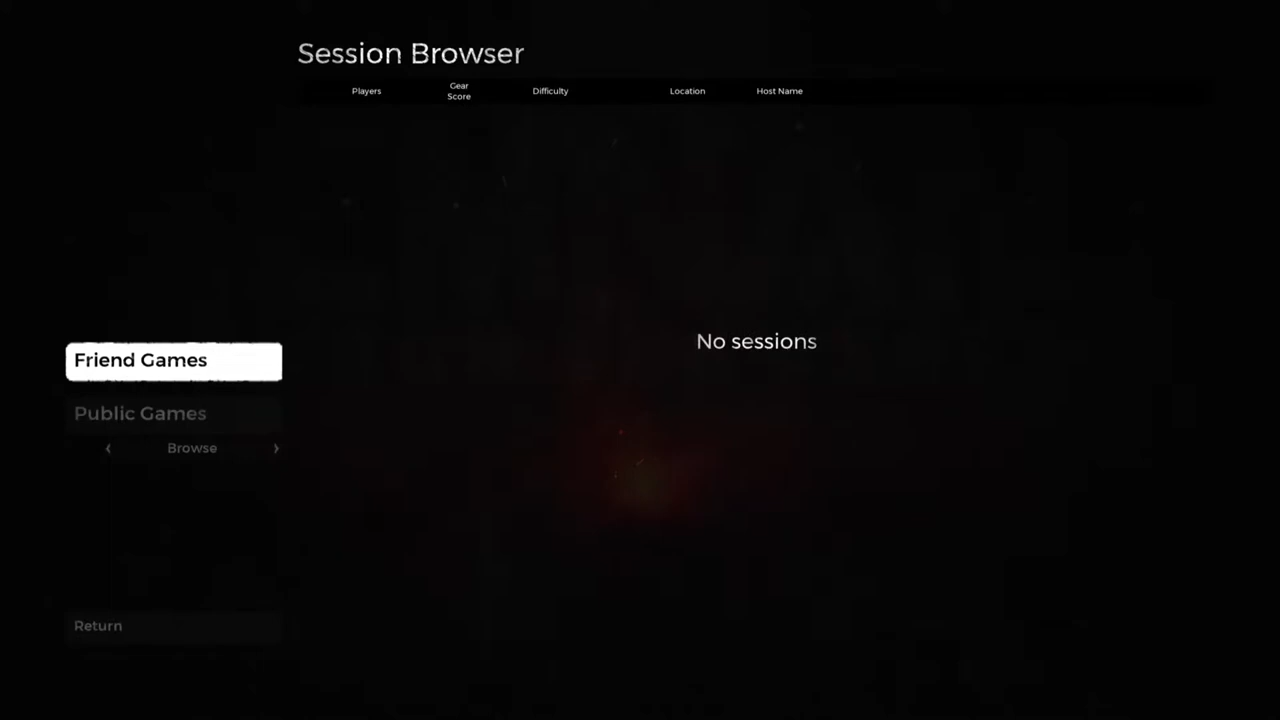 Session Browser
Players Gear Score Difficulty Location Host Name
No sessions
Friend Games
Public Games
‹ Browse ›
Return